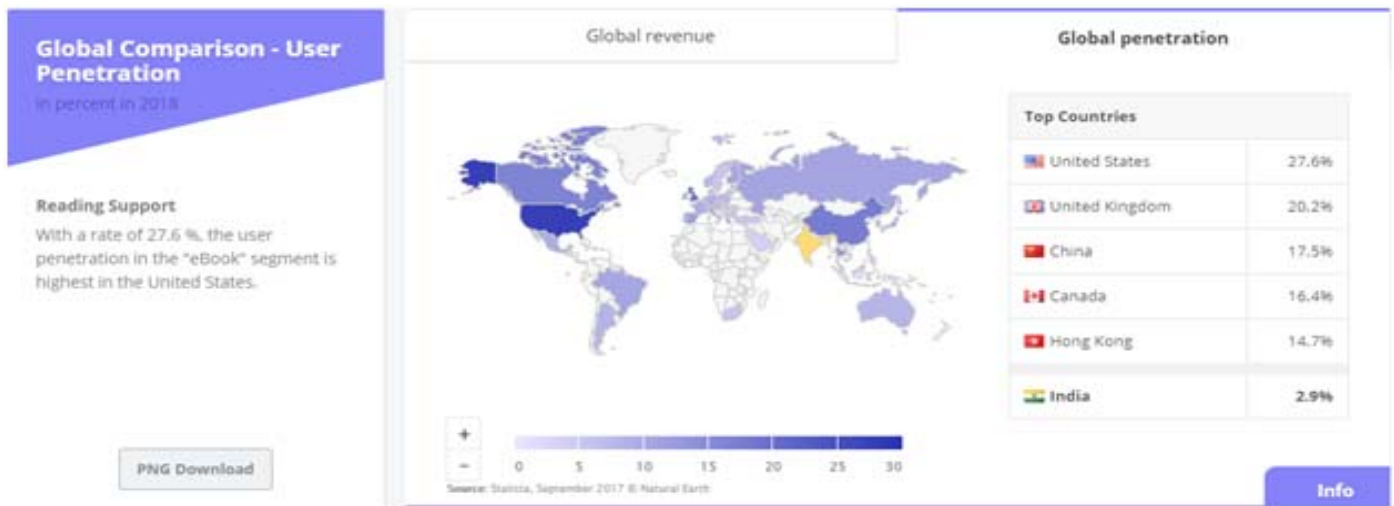 Global Comparison - User
Penetration
in percent in 2018
Reading Support
With a rate of 27.6 %, the user
penetration in the "eBook" segment is
highest in the United States.
PNG Download
Global revenue
Global penetration
Top Countries
United States 27.6%
United Kingdom 20.2%
China 17.5%
Canada 16.4%
Hong Kong 14.7%
India 2.9%
+
−
0 5 10 15 20 25 30
Source: Statista, September 2017 © Natural Earth
Info